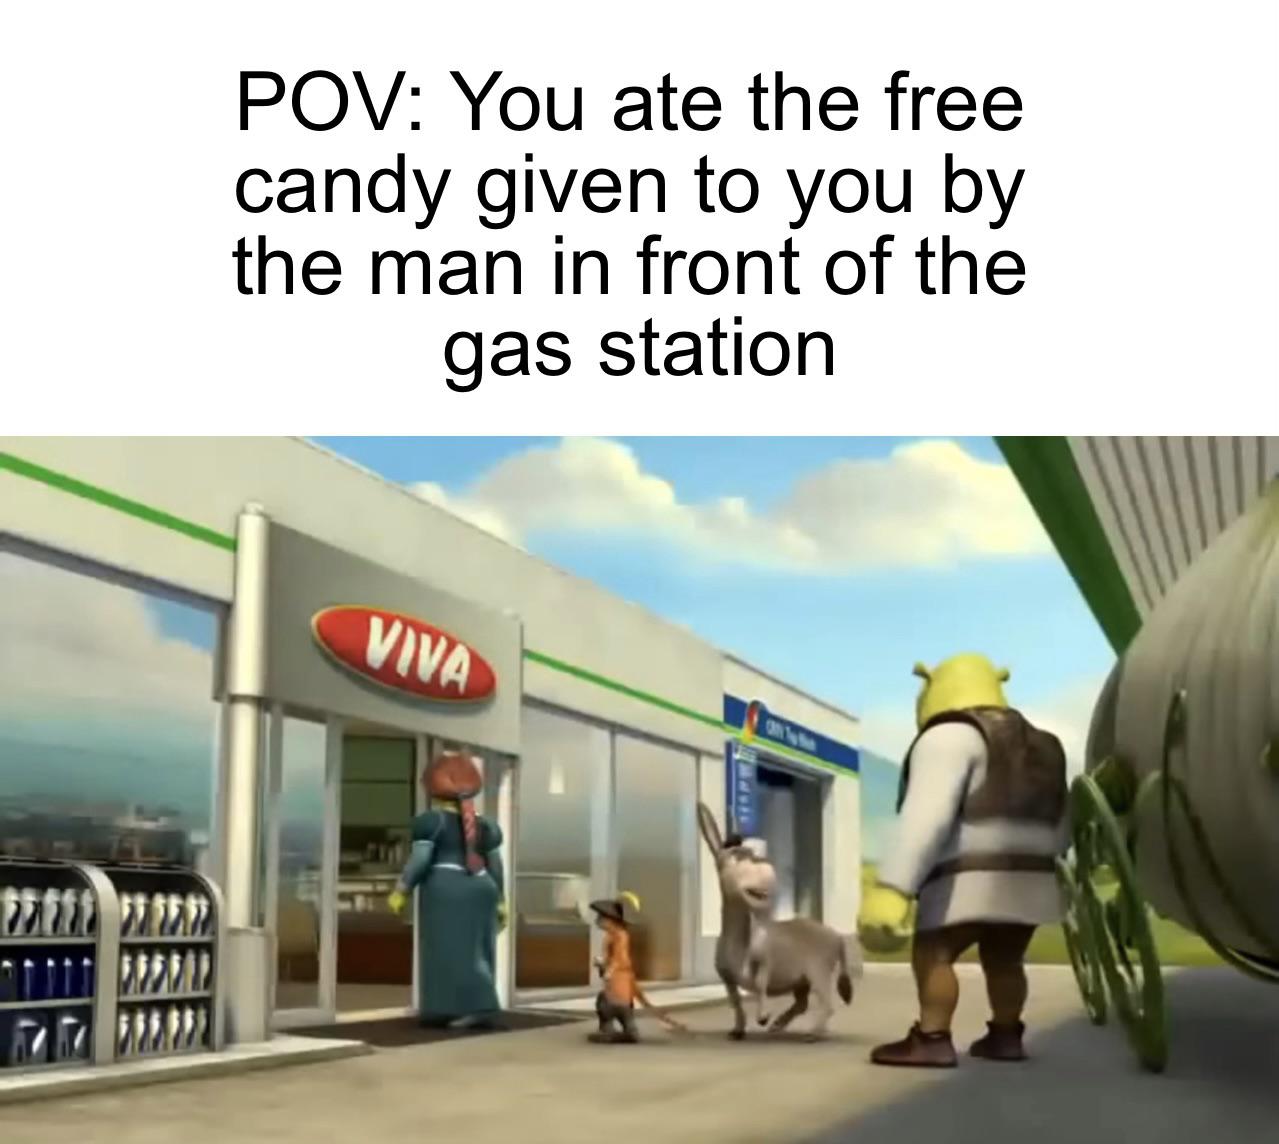 POV: You ate the free
candy given to you by
the man in front of the
gas station
VIVA